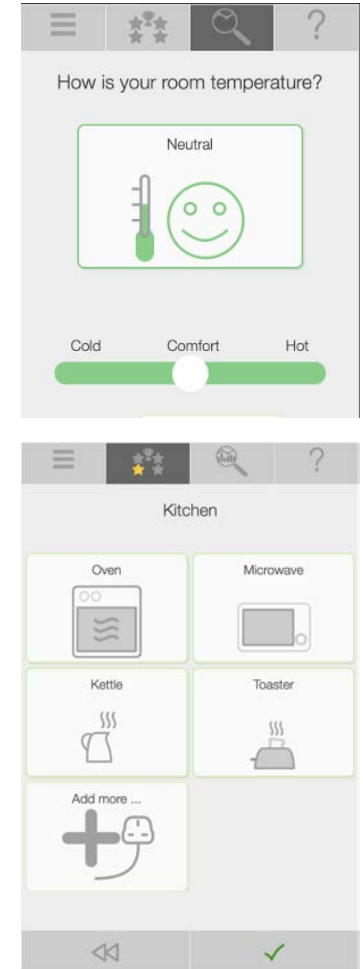 ?
How is your room temperature?
Neutral
Cold Comfort Hot
?
Kitchen
Oven Microwave
Kettle Toaster
Add more ...